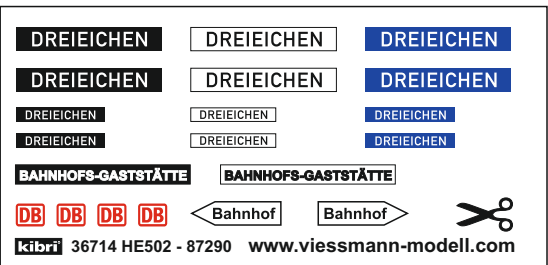 DREIEICHEN DREIEICHEN DREIEICHEN
DREIEICHEN DREIEICHEN DREIEICHEN
DREIEICHEN DREIEICHEN DREIEICHEN
DREIEICHEN DREIEICHEN DREIEICHEN
BAHNHOFS-GASTSTÄTTE BAHNHOFS-GASTSTÄTTE
DB DB DB DB Bahnhof Bahnhof
kibri 36714 HE502 - 87290 www.viessmann-modell.com